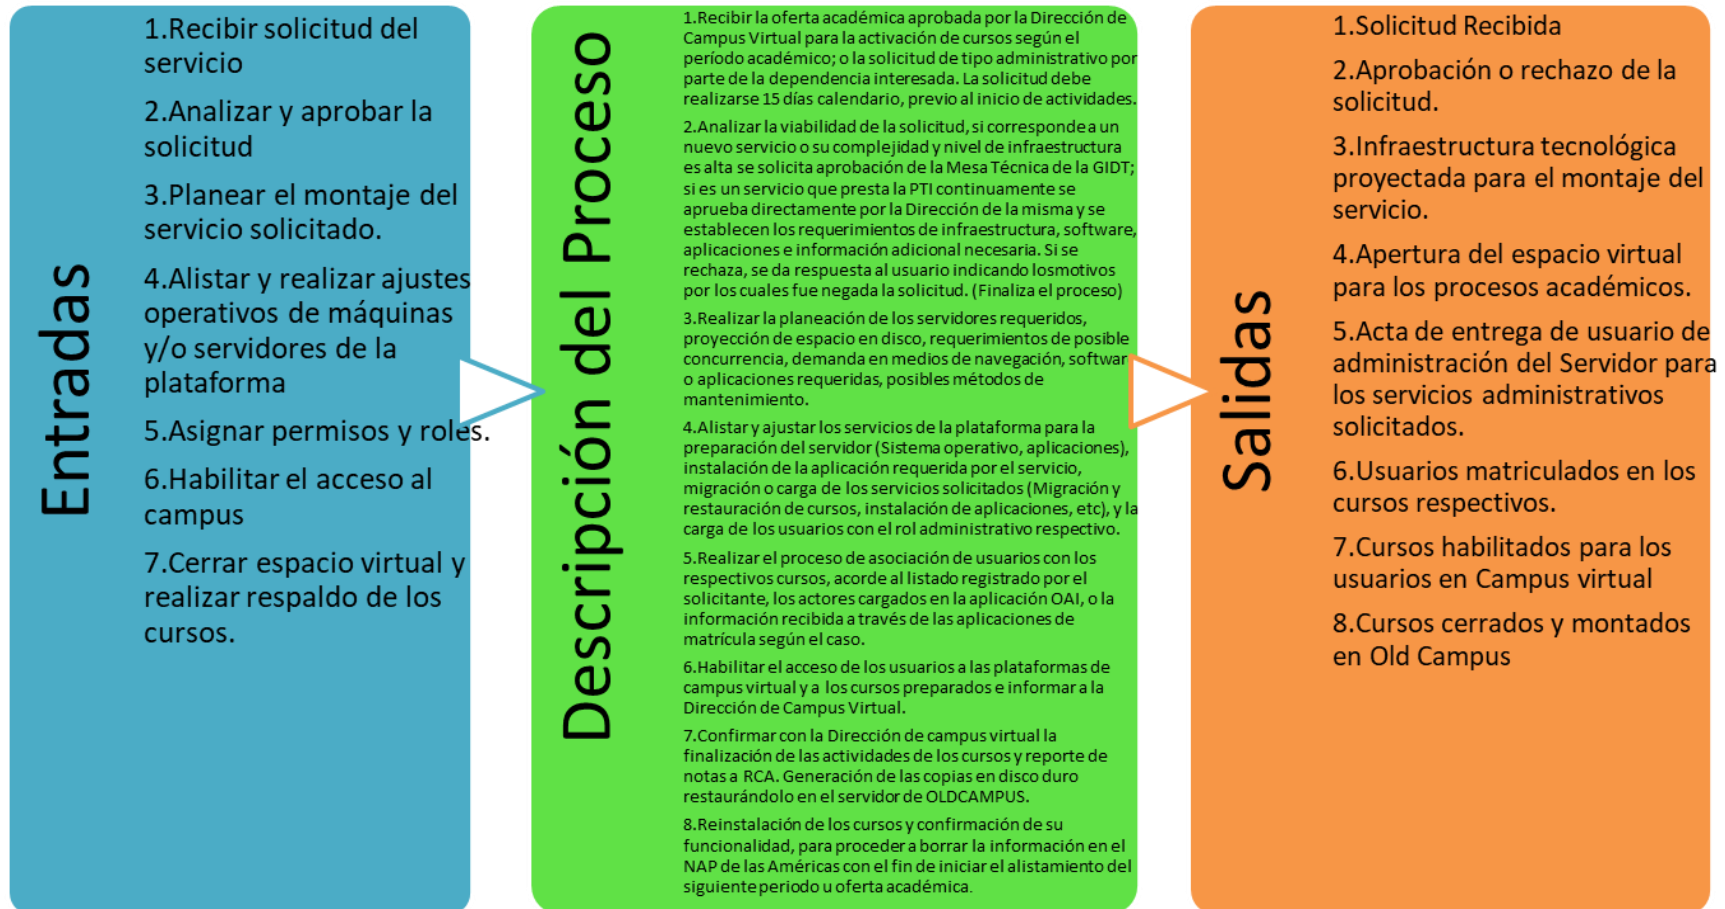 Entradas
1.Recibir solicitud del
servicio
2.Analizar y aprobar la
solicitud
3.Planear el montaje del
servicio solicitado.
4.Alistar y realizar ajustes
operativos de máquinas
y/o servidores de la
plataforma
5.Asignar permisos y roles.
6.Habilitar el acceso al
campus
7.Cerrar espacio virtual y
realizar respaldo de los
cursos.
Descripción del Proceso
1.Recibir la oferta académica aprobada por la Dirección de
Campus Virtual para la activación de cursos según el
período académico; o la solicitud de tipo administrativo por
parte de la dependencia interesada. La solicitud debe
realizarse 15 días calendario, previo al inicio de actividades.
2.Analizar la viabilidad de la solicitud, si corresponde a un
nuevo servicio o su complejidad y nivel de infraestructura
es alta se solicita aprobación de la Mesa Técnica de la GIDT;
si es un servicio que presta la PTI continuamente se
aprueba directamente por la Dirección de la misma y se
establecen los requerimientos de infraestructura, software,
aplicaciones e información adicional necesaria. Si se
rechaza, se da respuesta al usuario indicando losmotivos
por los cuales fue negada la solicitud. (Finaliza el proceso)
3.Realizar la planeación de los servidores requeridos,
proyección de espacio en disco, requerimientos de posible
concurrencia, demanda en medios de navegación, softwar
o aplicaciones requeridas, posibles métodos de
mantenimiento.
4.Alistar y ajustar los servicios de la plataforma para la
preparación del servidor (Sistema operativo, aplicaciones),
instalación de la aplicación requerida por el servicio,
migración o carga de los servicios solicitados (Migración y
restauración de cursos, instalación de aplicaciones, etc), y la
carga de los usuarios con el rol administrativo respectivo.
5.Realizar el proceso de asociación de usuarios con los
respectivos cursos, acorde al listado registrado por el
solicitante, los actores cargados en la aplicación OAI, o la
información recibida a través de las aplicaciones de
matrícula según el caso.
6.Habilitar el acceso de los usuarios a las plataformas de
campus virtual y a los cursos preparados e informar a la
Dirección de Campus Virtual.
7.Confirmar con la Dirección de campus virtual la
finalización de las actividades de los cursos y reporte de
notas a RCA. Generación de las copias en disco duro
restaurándolo en el servidor de OLDCAMPUS.
8.Reinstalación de los cursos y confirmación de su
funcionalidad, para proceder a borrar la información en el
NAP de las Américas con el fin de iniciar el alistamiento del
siguiente periodo u oferta académica.
Salidas
1.Solicitud Recibida
2.Aprobación o rechazo de la
solicitud.
3.Infraestructura tecnológica
proyectada para el montaje del
servicio.
4.Apertura del espacio virtual
para los procesos académicos.
5.Acta de entrega de usuario de
administración del Servidor para
los servicios administrativos
solicitados.
6.Usuarios matriculados en los
cursos respectivos.
7.Cursos habilitados para los
usuarios en Campus virtual
8.Cursos cerrados y montados
en Old Campus